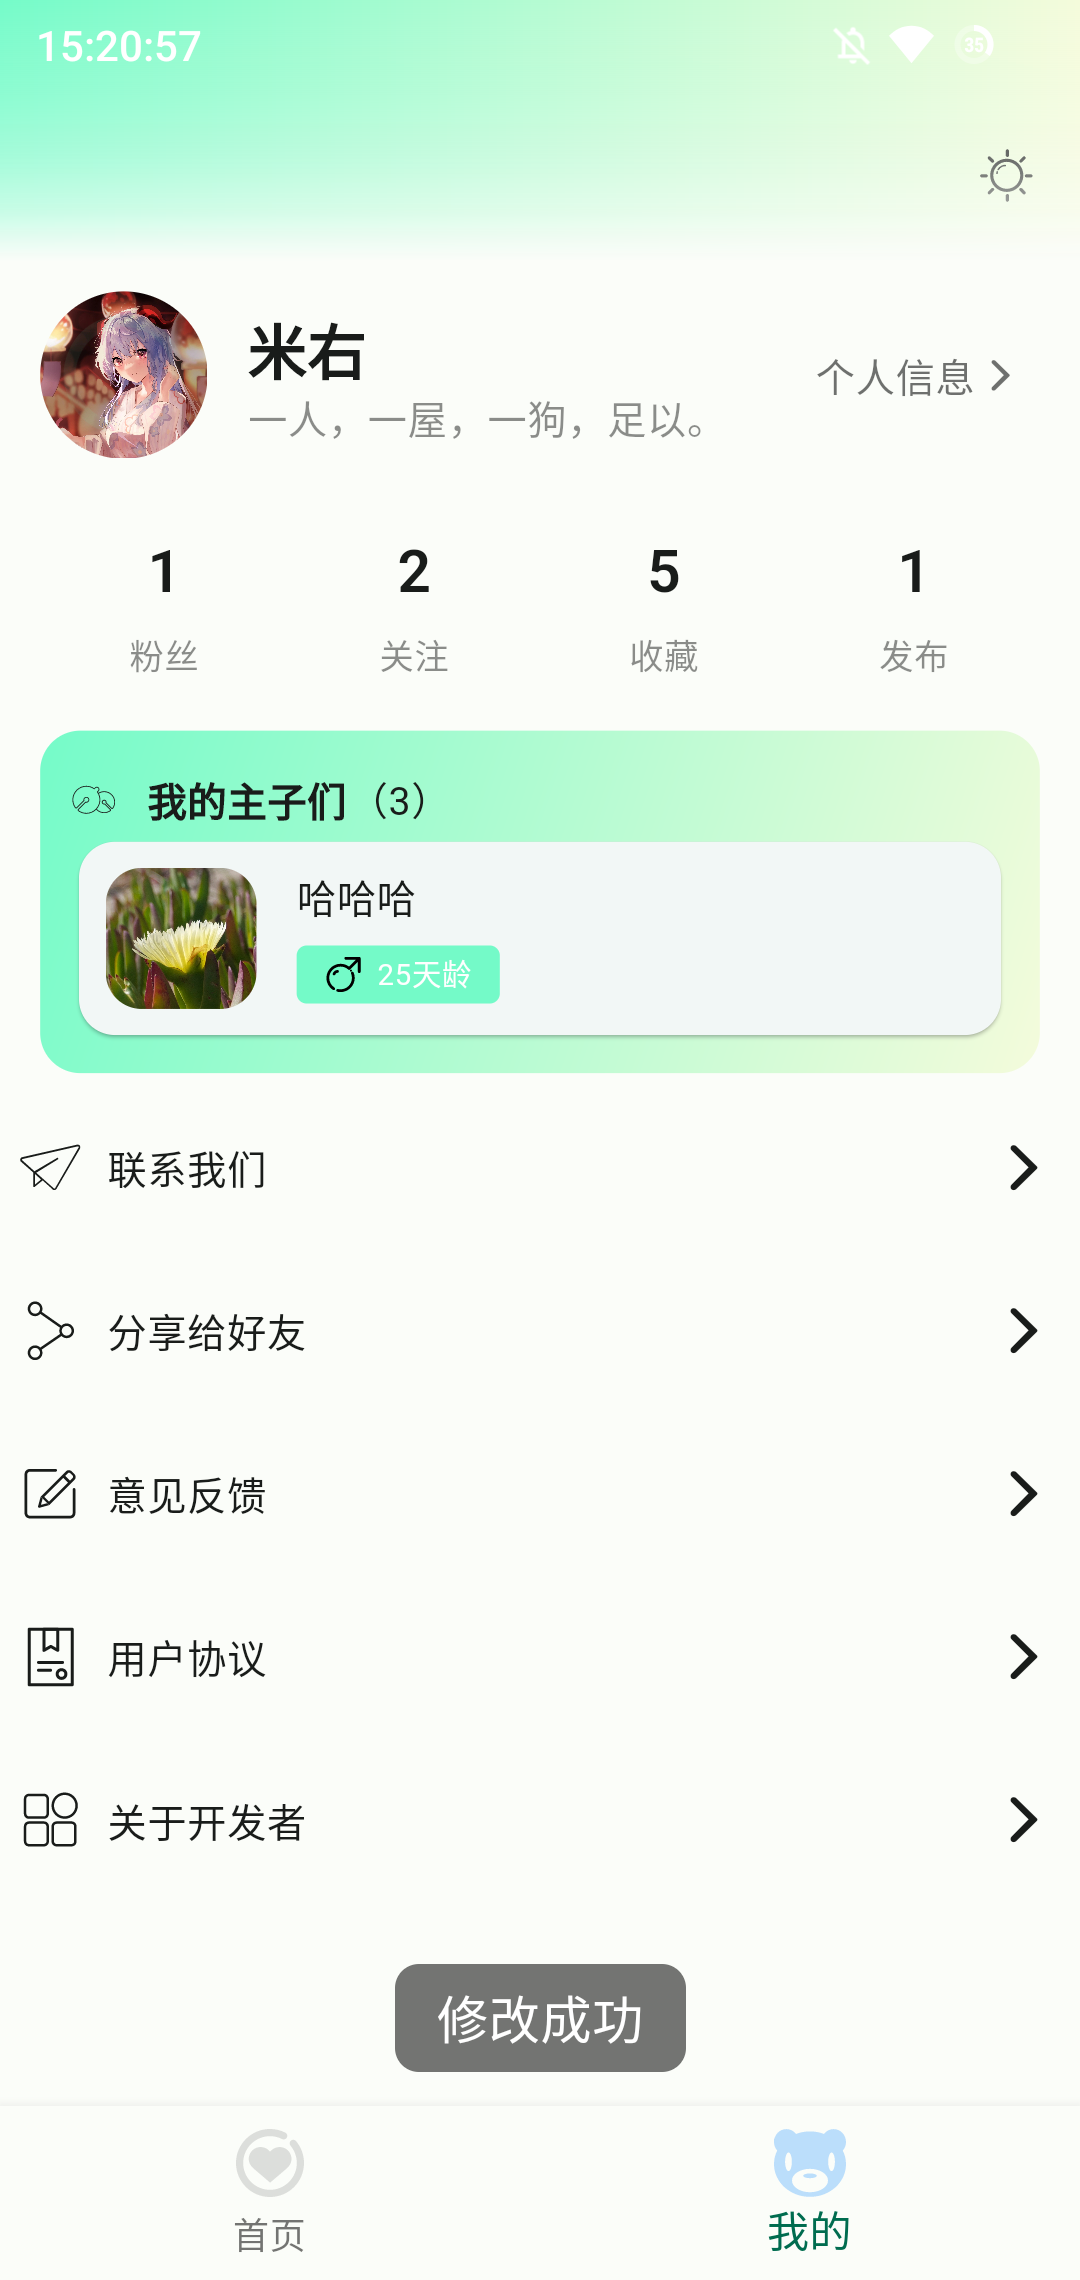 15:20:57
35
米右
一人，一屋，一狗，足以。
个人信息
1
2
5
1
粉丝
关注
收藏
发布
我的主子们（3）
哈哈哈
25天龄
联系我们
分享给好友
意见反馈
用户协议
关于开发者
修改成功
首页
我的